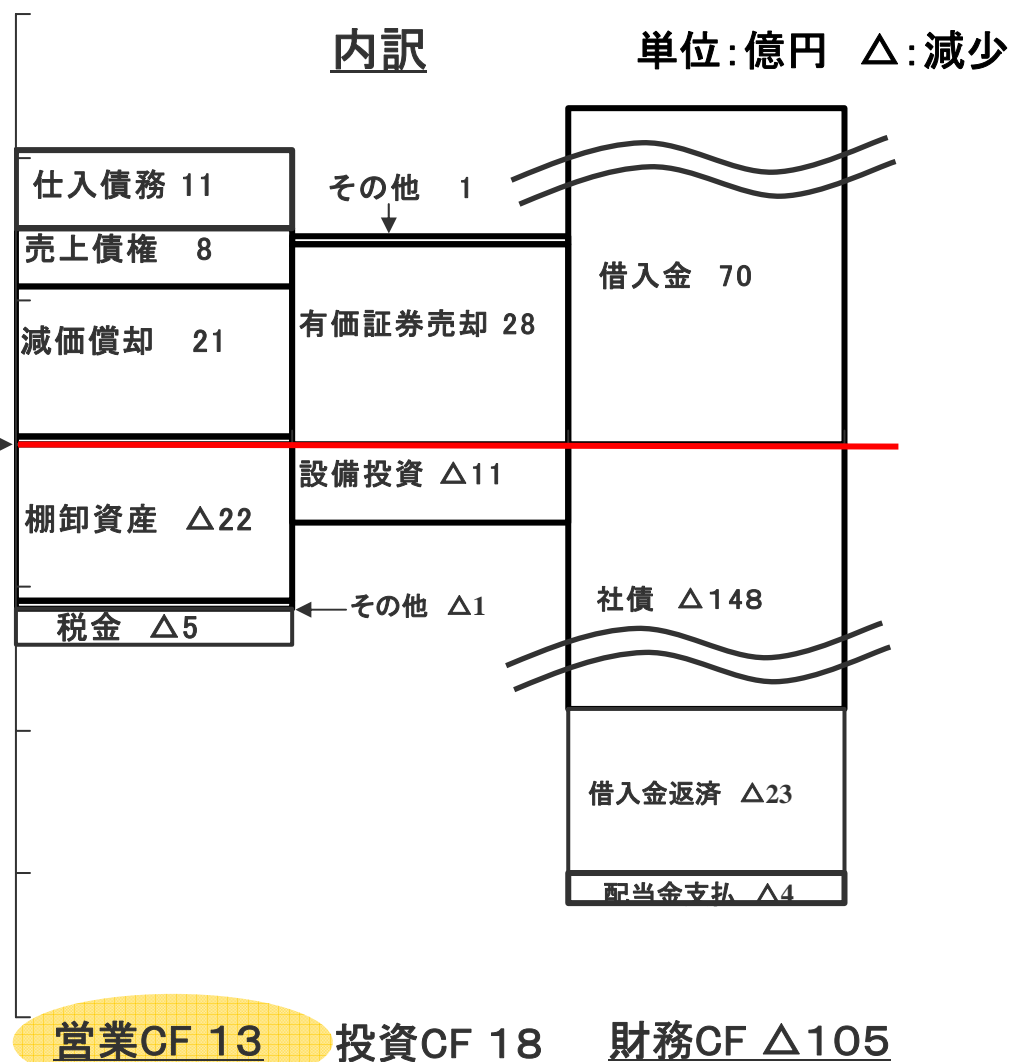 内訳
単位:億円 △:減少
仕入債務 11
売上債権 8
減価償却 21
棚卸資産 △22
税金 △5
その他 1
有価証券売却 28
設備投資 △11
その他 △1
借入金 70
社債 △148
借入金返済 △23
配当金支払 △4
営業CF 13
投資CF 18
財務CF △105